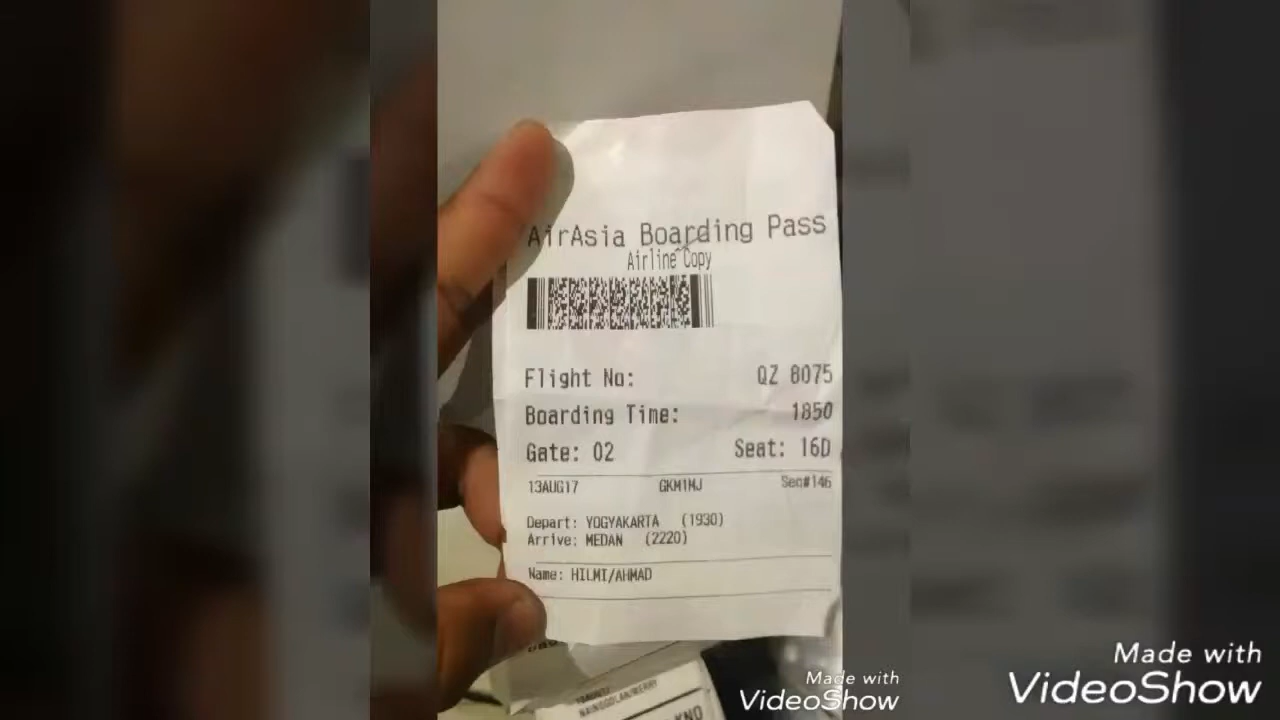 AirAsia Boarding Pass
Airline Copy
Flight No: QZ 8075
Boarding Time: 1850
Gate: 02 Seat: 16D
13AUG17 GKM1MJ Seq#146
Depart: YOGYAKARTA (1930)
Arrive: MEDAN (2220)
Name: HILMI/AHMAD
KNO
Made with
VideoShow
Made with
VideoShow